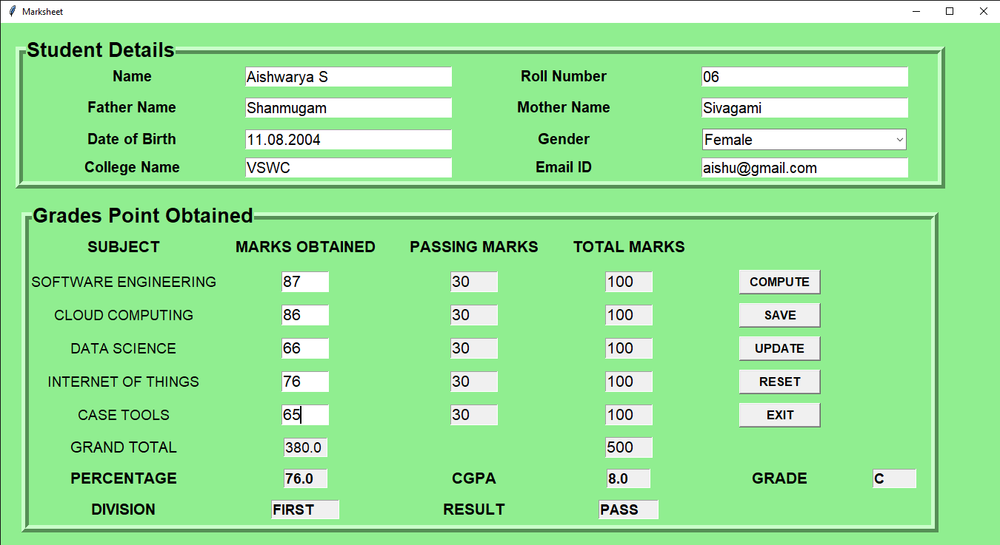 Marksheet
Student Details
Name Aishwarya S Roll Number 06
Father Name Shanmugam Mother Name Sivagami
Date of Birth 11.08.2004 Gender Female
College Name VSWC Email ID aishu@gmail.com
Grades Point Obtained
SUBJECT MARKS OBTAINED PASSING MARKS TOTAL MARKS
SOFTWARE ENGINEERING 87 30 100 COMPUTE
CLOUD COMPUTING 86 30 100 SAVE
DATA SCIENCE 66 30 100 UPDATE
INTERNET OF THINGS 76 30 100 RESET
CASE TOOLS 65 30 100 EXIT
GRAND TOTAL 380.0 500
PERCENTAGE 76.0 CGPA 8.0 GRADE C
DIVISION FIRST RESULT PASS